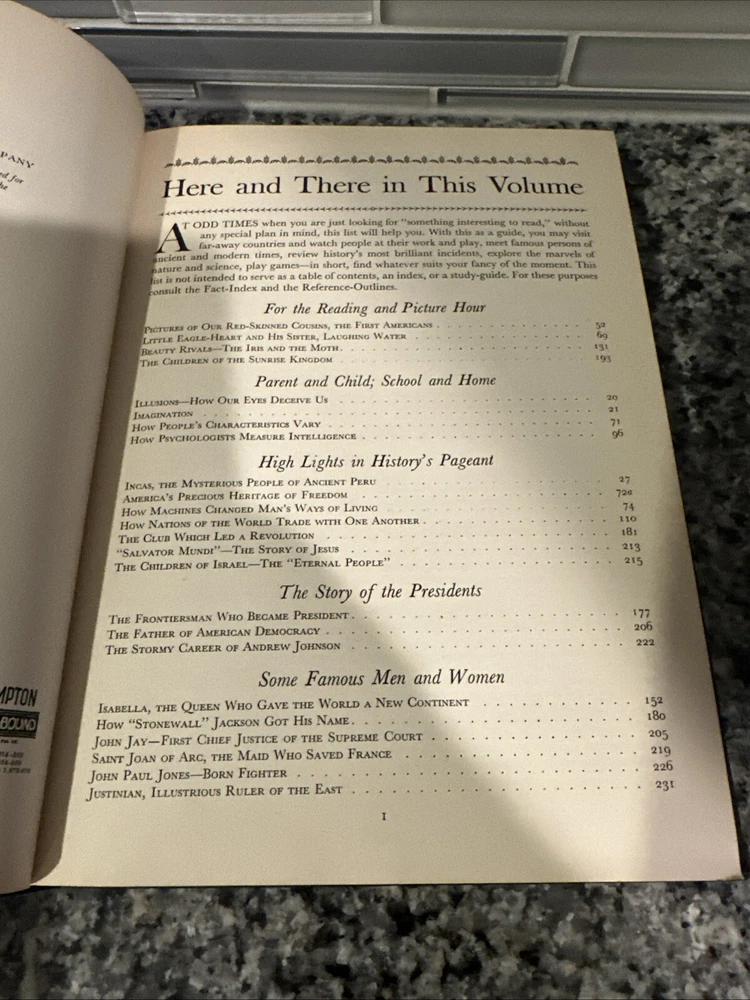 PANY
ed for
MPTON
BOUND
Here and There in This Volume
AT ODD TIMES when you are just looking for "something interesting to read," without
any special plan in mind, this list will help you. With this as a guide, you may visit
far-away countries and watch people at their work and play, meet famous persons of
ancient and modern times, review history's most brilliant incidents, explore the marvels of
nature and science, play games—in short, find whatever suits your fancy of the moment. This
list is not intended to serve as a table of contents, an index, or a study-guide. For these purposes
consult the Fact-Index and the Reference-Outlines.
For the Reading and Picture Hour
Pictures of Our Red-Skinned Cousins, the First Americans . . . . . . . . . . . . 52
Little Eagle-Heart and His Sister, Laughing Water . . . . . . . . . . . . 69
Beauty Rivals—The Iris and the Moth . . . . . . . . . . . . 131
The Children of the Sunrise Kingdom . . . . . . . . . . . . 193
Parent and Child; School and Home
Illusions—How Our Eyes Deceive Us . . . . . . . . . . . . 20
Imagination . . . . . . . . . . . . 21
How People's Characteristics Vary . . . . . . . . . . . . 71
How Psychologists Measure Intelligence . . . . . . . . . . . . 96
High Lights in History's Pageant
Incas, the Mysterious People of Ancient Peru . . . . . . . . . . . . 27
America's Precious Heritage of Freedom . . . . . . . . . . . . 72a
How Machines Changed Man's Ways of Living . . . . . . . . . . . . 74
How Nations of the World Trade with One Another . . . . . . . . . . . . 110
The Club Which Led a Revolution . . . . . . . . . . . . 181
"Salvator Mundi"—The Story of Jesus . . . . . . . . . . . . 213
The Children of Israel—The "Eternal People" . . . . . . . . . . . . 215
The Story of the Presidents
The Frontiersman Who Became President . . . . . . . . . . . . 177
The Father of American Democracy . . . . . . . . . . . . 206
The Stormy Career of Andrew Johnson . . . . . . . . . . . . 222
Some Famous Men and Women
Isabella, the Queen Who Gave the World a New Continent . . . . . . . . . . . . 152
How "Stonewall" Jackson Got His Name . . . . . . . . . . . . 180
John Jay—First Chief Justice of the Supreme Court . . . . . . . . . . . . 205
Saint Joan of Arc, the Maid Who Saved France . . . . . . . . . . . . 219
John Paul Jones—Born Fighter . . . . . . . . . . . . 226
Justinian, Illustrious Ruler of the East . . . . . . . . . . . . 231
1